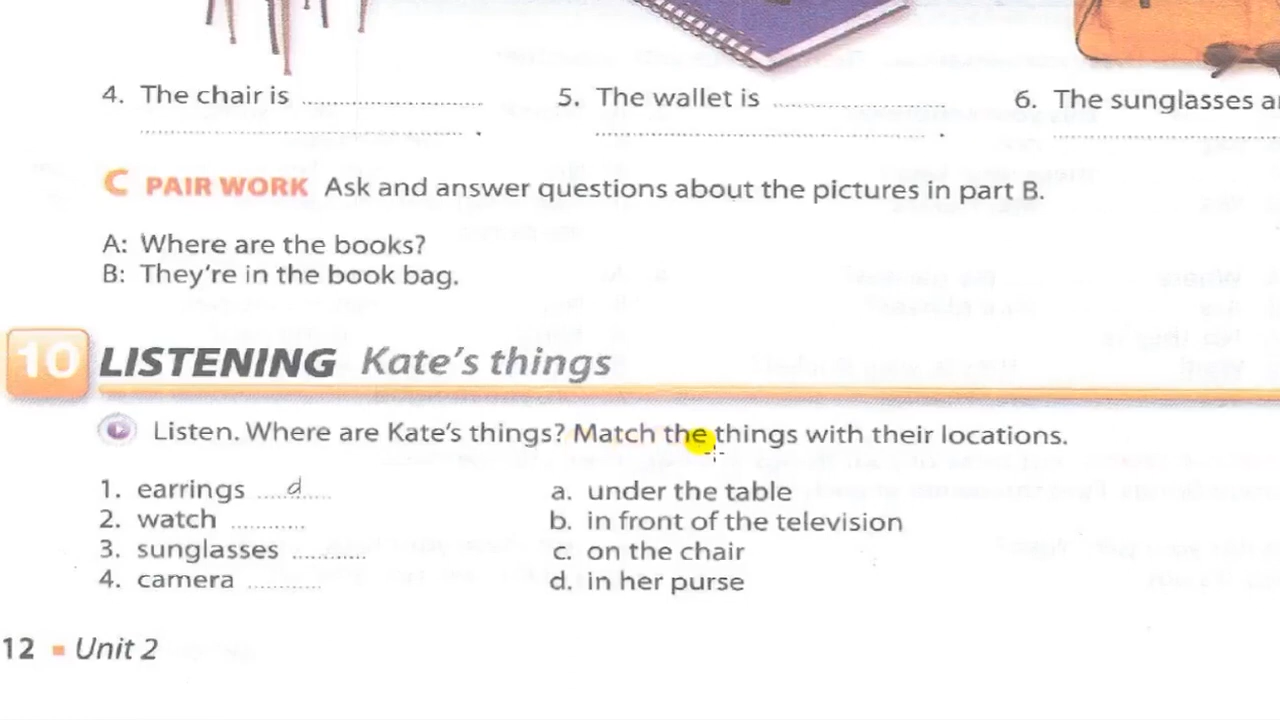 4. The chair is ........................
5. The wallet is ........................
6. The sunglasses
........................ .
........................ .
........................
C PAIR WORK Ask and answer questions about the pictures in part B.
A: Where are the books?
B: They're in the book bag.
10 LISTENING Kate's things
Listen. Where are Kate's things? Match the things with their locations.
1. earrings ....d....
2. watch ..........
3. sunglasses ..........
4. camera ..........
a. under the table
b. in front of the television
c. on the chair
d. in her purse
12 ▪ Unit 2